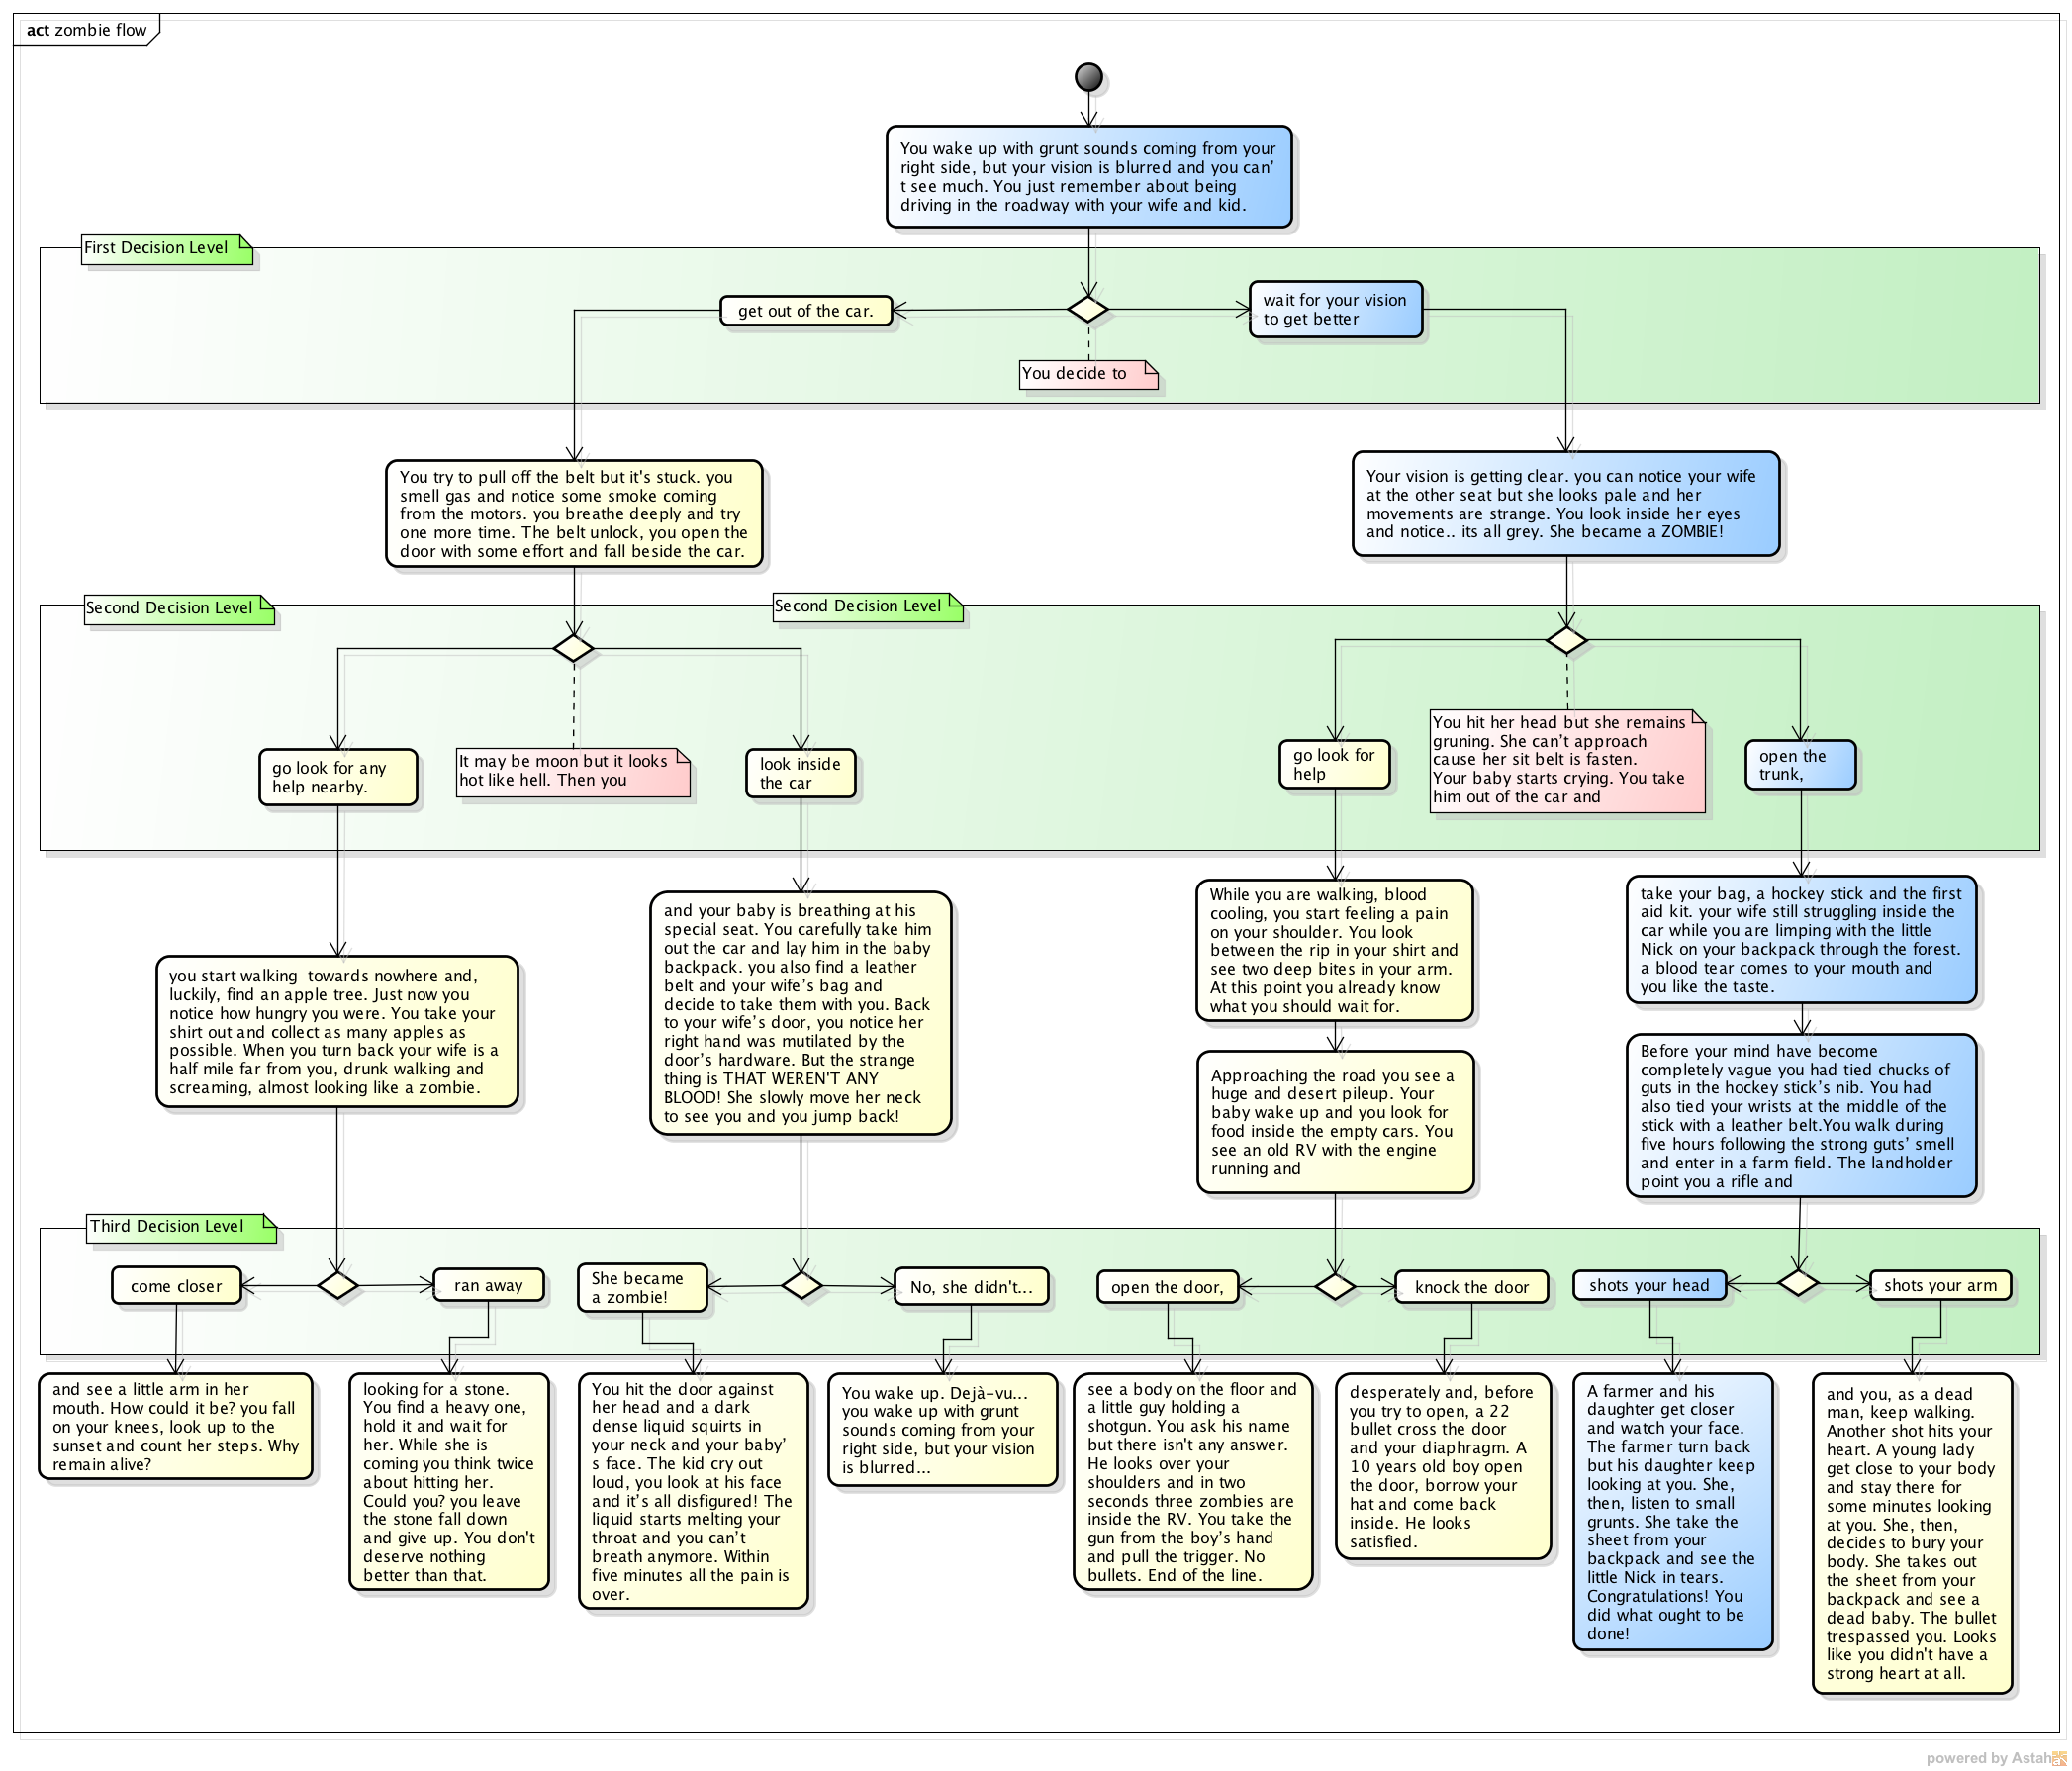 act zombie flow
You wake up with grunt sounds coming from your
right side, but your vision is blurred and you can’
t see much. You just remember about being
driving in the roadway with your wife and kid.
First Decision Level
get out of the car.
wait for your vision
to get better
You decide to
You try to pull off the belt but it's stuck. you
smell gas and notice some smoke coming
from the motors. you breathe deeply and try
one more time. The belt unlock, you open the
door with some effort and fall beside the car.
Your vision is getting clear. you can notice your wife
at the other seat but she looks pale and her
movements are strange. You look inside her eyes
and notice.. its all grey. She became a ZOMBIE!
Second Decision Level
Second Decision Level
go look for any
help nearby.
It may be moon but it looks
hot like hell. Then you
look inside
the car
go look for
help
You hit her head but she remains
gruning. She can’t approach
cause her sit belt is fasten.
Your baby starts crying. You take
him out of the car and
open the
trunk,
you start walking  towards nowhere and,
luckily, find an apple tree. Just now you
notice how hungry you were. You take your
shirt out and collect as many apples as
possible. When you turn back your wife is a
half mile far from you, drunk walking and
screaming, almost looking like a zombie.
and your baby is breathing at his
special seat. You carefully take him
out the car and lay him in the baby
backpack. you also find a leather
belt and your wife’s bag and
decide to take them with you. Back
to your wife’s door, you notice her
right hand was mutilated by the
door’s hardware. But the strange
thing is THAT WEREN'T ANY
BLOOD! She slowly move her neck
to see you and you jump back!
While you are walking, blood
cooling, you start feeling a pain
on your shoulder. You look
between the rip in your shirt and
see two deep bites in your arm.
At this point you already know
what you should wait for.
Approaching the road you see a
huge and desert pileup. Your
baby wake up and you look for
food inside the empty cars. You
see an old RV with the engine
running and
take your bag, a hockey stick and the first
aid kit. your wife still struggling inside the
car while you are limping with the little
Nick on your backpack through the forest.
a blood tear comes to your mouth and
you like the taste.
Before your mind have become
completely vague you had tied chucks of
guts in the hockey stick’s nib. You had
also tied your wrists at the middle of the
stick with a leather belt.You walk during
five hours following the strong guts’ smell
and enter in a farm field. The landholder
point you a rifle and
Third Decision Level
come closer
ran away
She became
a zombie!
No, she didn't...
open the door,
knock the door
shots your head
shots your arm
and see a little arm in her
mouth. How could it be? you fall
on your knees, look up to the
sunset and count her steps. Why
remain alive?
looking for a stone.
You find a heavy one,
hold it and wait for
her. While she is
coming you think twice
about hitting her.
Could you? you leave
the stone fall down
and give up. You don't
deserve nothing
better than that.
You hit the door against
her head and a dark
dense liquid squirts in
your neck and your baby’
s face. The kid cry out
loud, you look at his face
and it’s all disfigured! The
liquid starts melting your
throat and you can’t
breath anymore. Within
five minutes all the pain is
over.
You wake up. Dejà-vu...
you wake up with grunt
sounds coming from your
right side, but your vision
is blurred...
see a body on the floor and
a little guy holding a
shotgun. You ask his name
but there isn't any answer.
He looks over your
shoulders and in two
seconds three zombies are
inside the RV. You take the
gun from the boy’s hand
and pull the trigger. No
bullets. End of the line.
desperately and, before
you try to open, a 22
bullet cross the door
and your diaphragm. A
10 years old boy open
the door, borrow your
hat and come back
inside. He looks
satisfied.
A farmer and his
daughter get closer
and watch your face.
The farmer turn back
but his daughter keep
looking at you. She,
then, listen to small
grunts. She take the
sheet from your
backpack and see the
little Nick in tears.
Congratulations! You
did what ought to be
done!
and you, as a dead
man, keep walking.
Another shot hits your
heart. A young lady
get close to your body
and stay there for
some minutes looking
at you. She, then,
decides to bury your
body. She takes out
the sheet from your
backpack and see a
dead baby. The bullet
trespassed you. Looks
like you didn't have a
strong heart at all.
powered by Astah